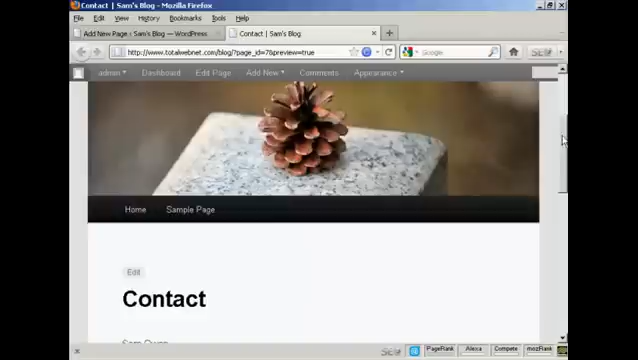 Contact | Sam's Blog - Mozilla Firefox
File Edit View History Bookmarks Tools Help
Add New Page ‹ Sam's Blog — WordPress
Contact | Sam's Blog
http://www.totalwebnet.com/blog/?page_id=7&preview=true
Google
admin Dashboard Edit Page Add New Comments Appearance
Home Sample Page
Edit
Contact
PageRank Alexa Compete mozRank